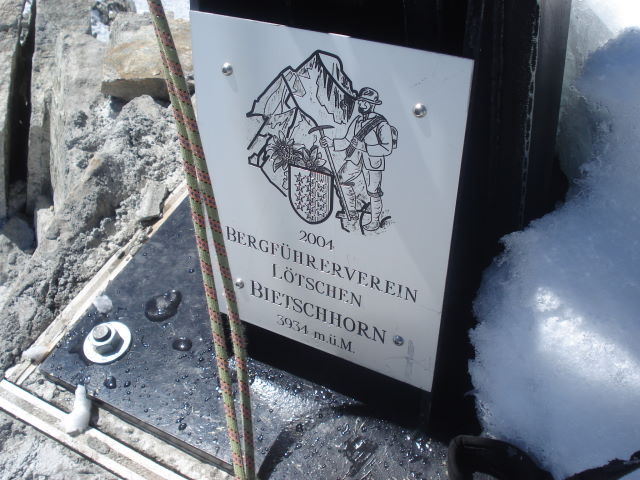 2004
BERGFÜHRERVEREIN
LÖTSCHEN
BIETSCHHORN
3934 m.ü.M.